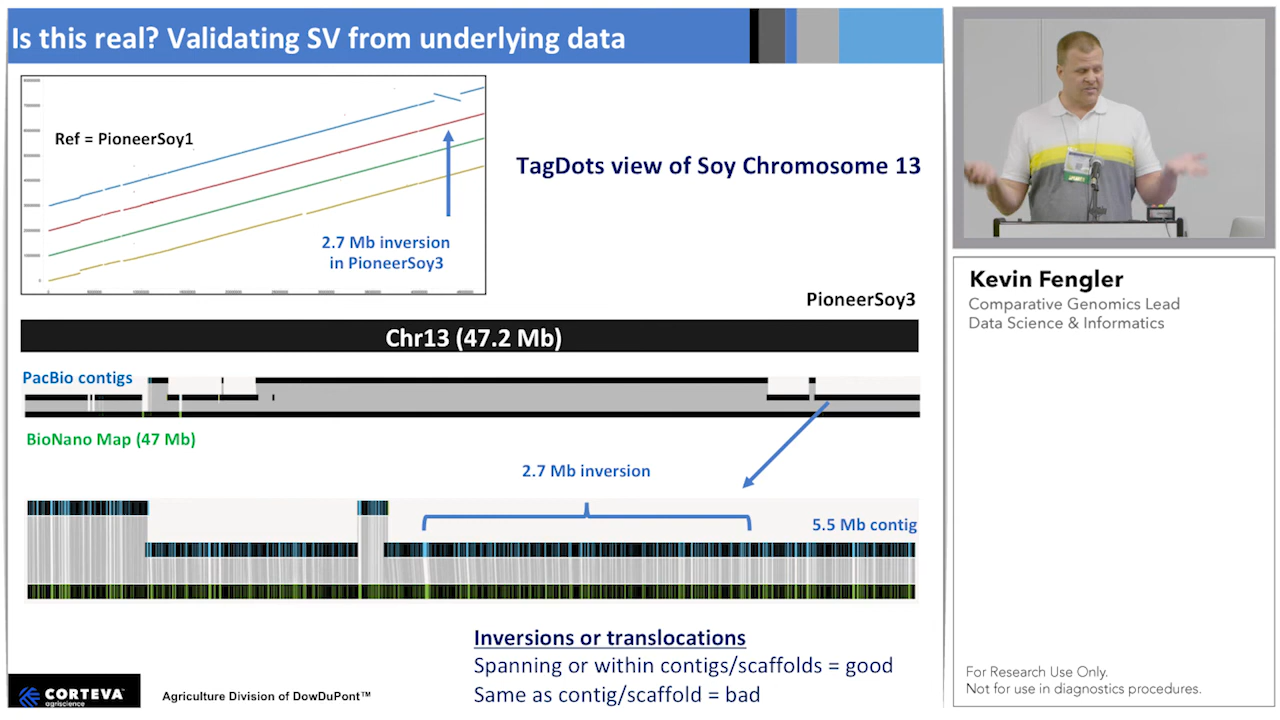 Is this real? Validating SV from underlying data
Ref = PioneerSoy1
2.7 Mb inversion
in PioneerSoy3
TagDots view of Soy Chromosome 13
PioneerSoy3
Chr13 (47.2 Mb)
PacBio contigs
BioNano Map (47 Mb)
2.7 Mb inversion
5.5 Mb contig
Inversions or translocations
Spanning or within contigs/scaffolds = good
Same as contig/scaffold = bad
CORTEVA™
agriscience
Agriculture Division of DowDuPont™
Kevin Fengler
Comparative Genomics Lead
Data Science & Informatics
For Research Use Only.
Not for use in diagnostics procedures.